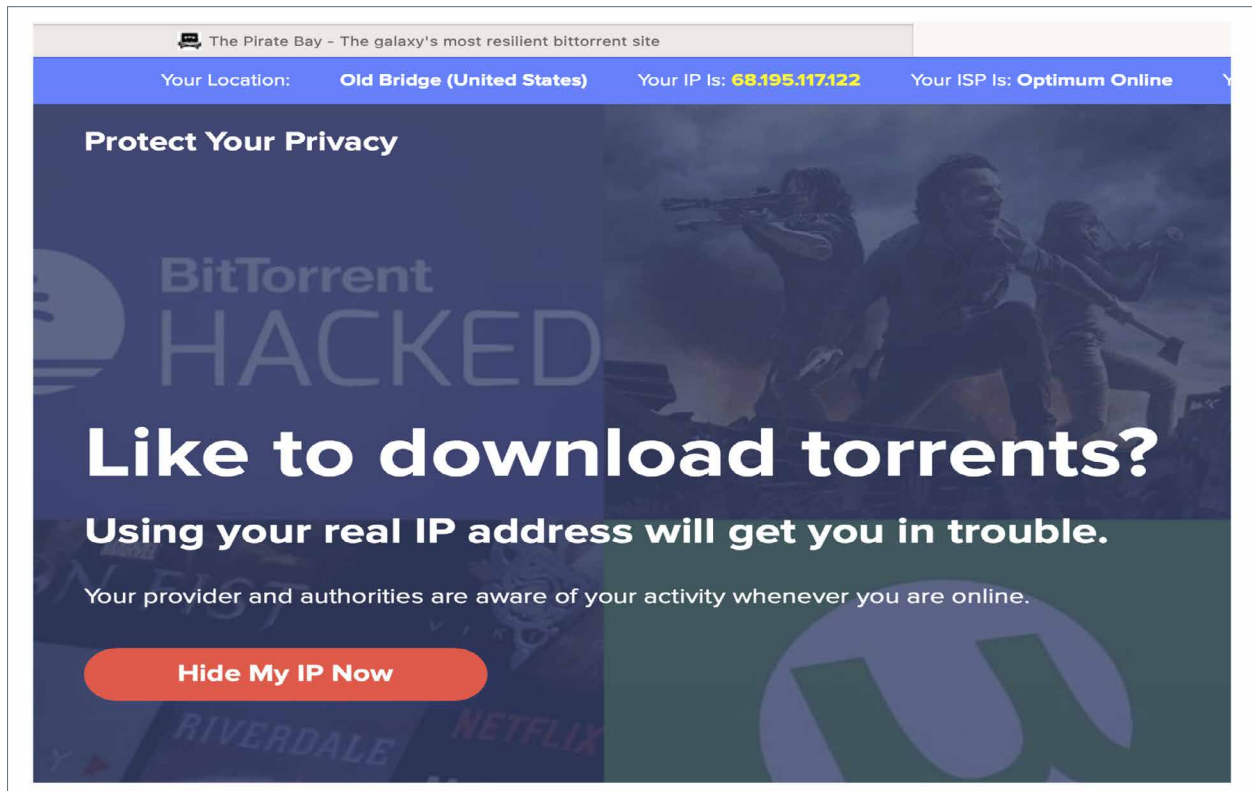 The Pirate Bay - The galaxy's most resilient bittorrent site
Your Location: Old Bridge (United States) Your IP Is: 68.195.117.122 Your ISP Is: Optimum Online Y
Protect Your Privacy
BitTorrent
HACKED
Like to download torrents?
Using your real IP address will get you in trouble.
MARVEL
ON FIST
Your provider and authorities are aware of your activity whenever you are online.
Hide My IP Now
RIVERDALE
NETFLIX